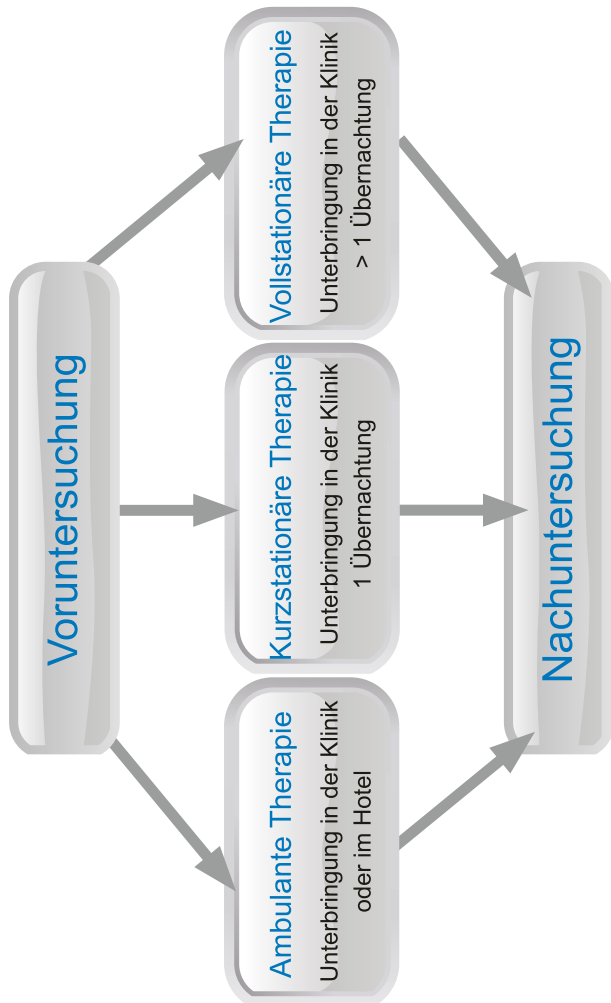 Voruntersuchung
Ambulante Therapie
Unterbringung in der Klinik
oder im Hotel
Kurzstationäre Therapie
Unterbringung in der Klinik
1 Übernachtung
Vollstationäre Therapie
Unterbringung in der Klinik
> 1 Übernachtung
Nachuntersuchung